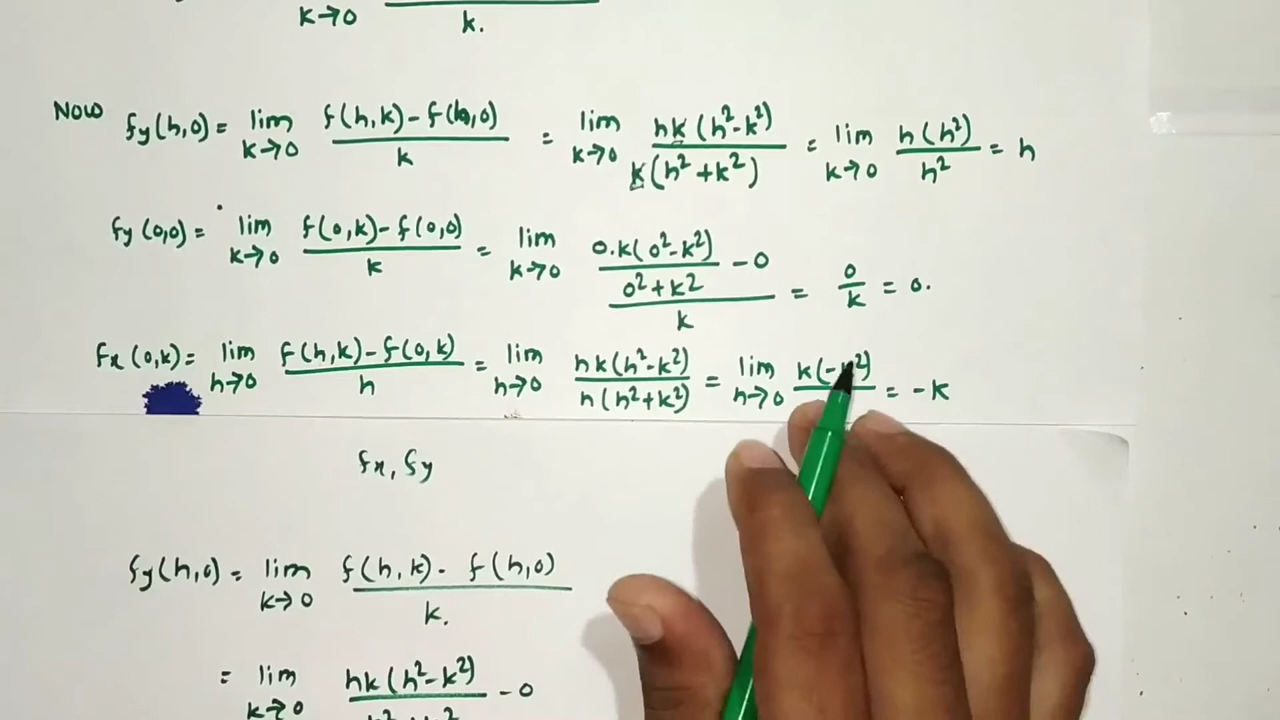 k→0 k.
Now fy(h,0) = lim k→0 f(h,k) - f(h,0) / k = lim k→0 hk(h²-k²) / k(h²+k²) = lim k→0 h(h²) / h² = h
fy(0,0) = lim k→0 f(0,k) - f(0,0) / k = lim k→0 0.k(0²-k²) / 0²+k² - 0 / k = 0/k = 0.
fx(0,k) = lim h→0 f(h,k) - f(0,k) / h = lim h→0 hk(h²-k²) / h(h²+k²) = lim h→0 k(-k²) = -k
fx, fy
fy(h,0) = lim k→0 f(h,k) - f(h,0) / k.
= lim k→0 hk(h²-k²) - 0